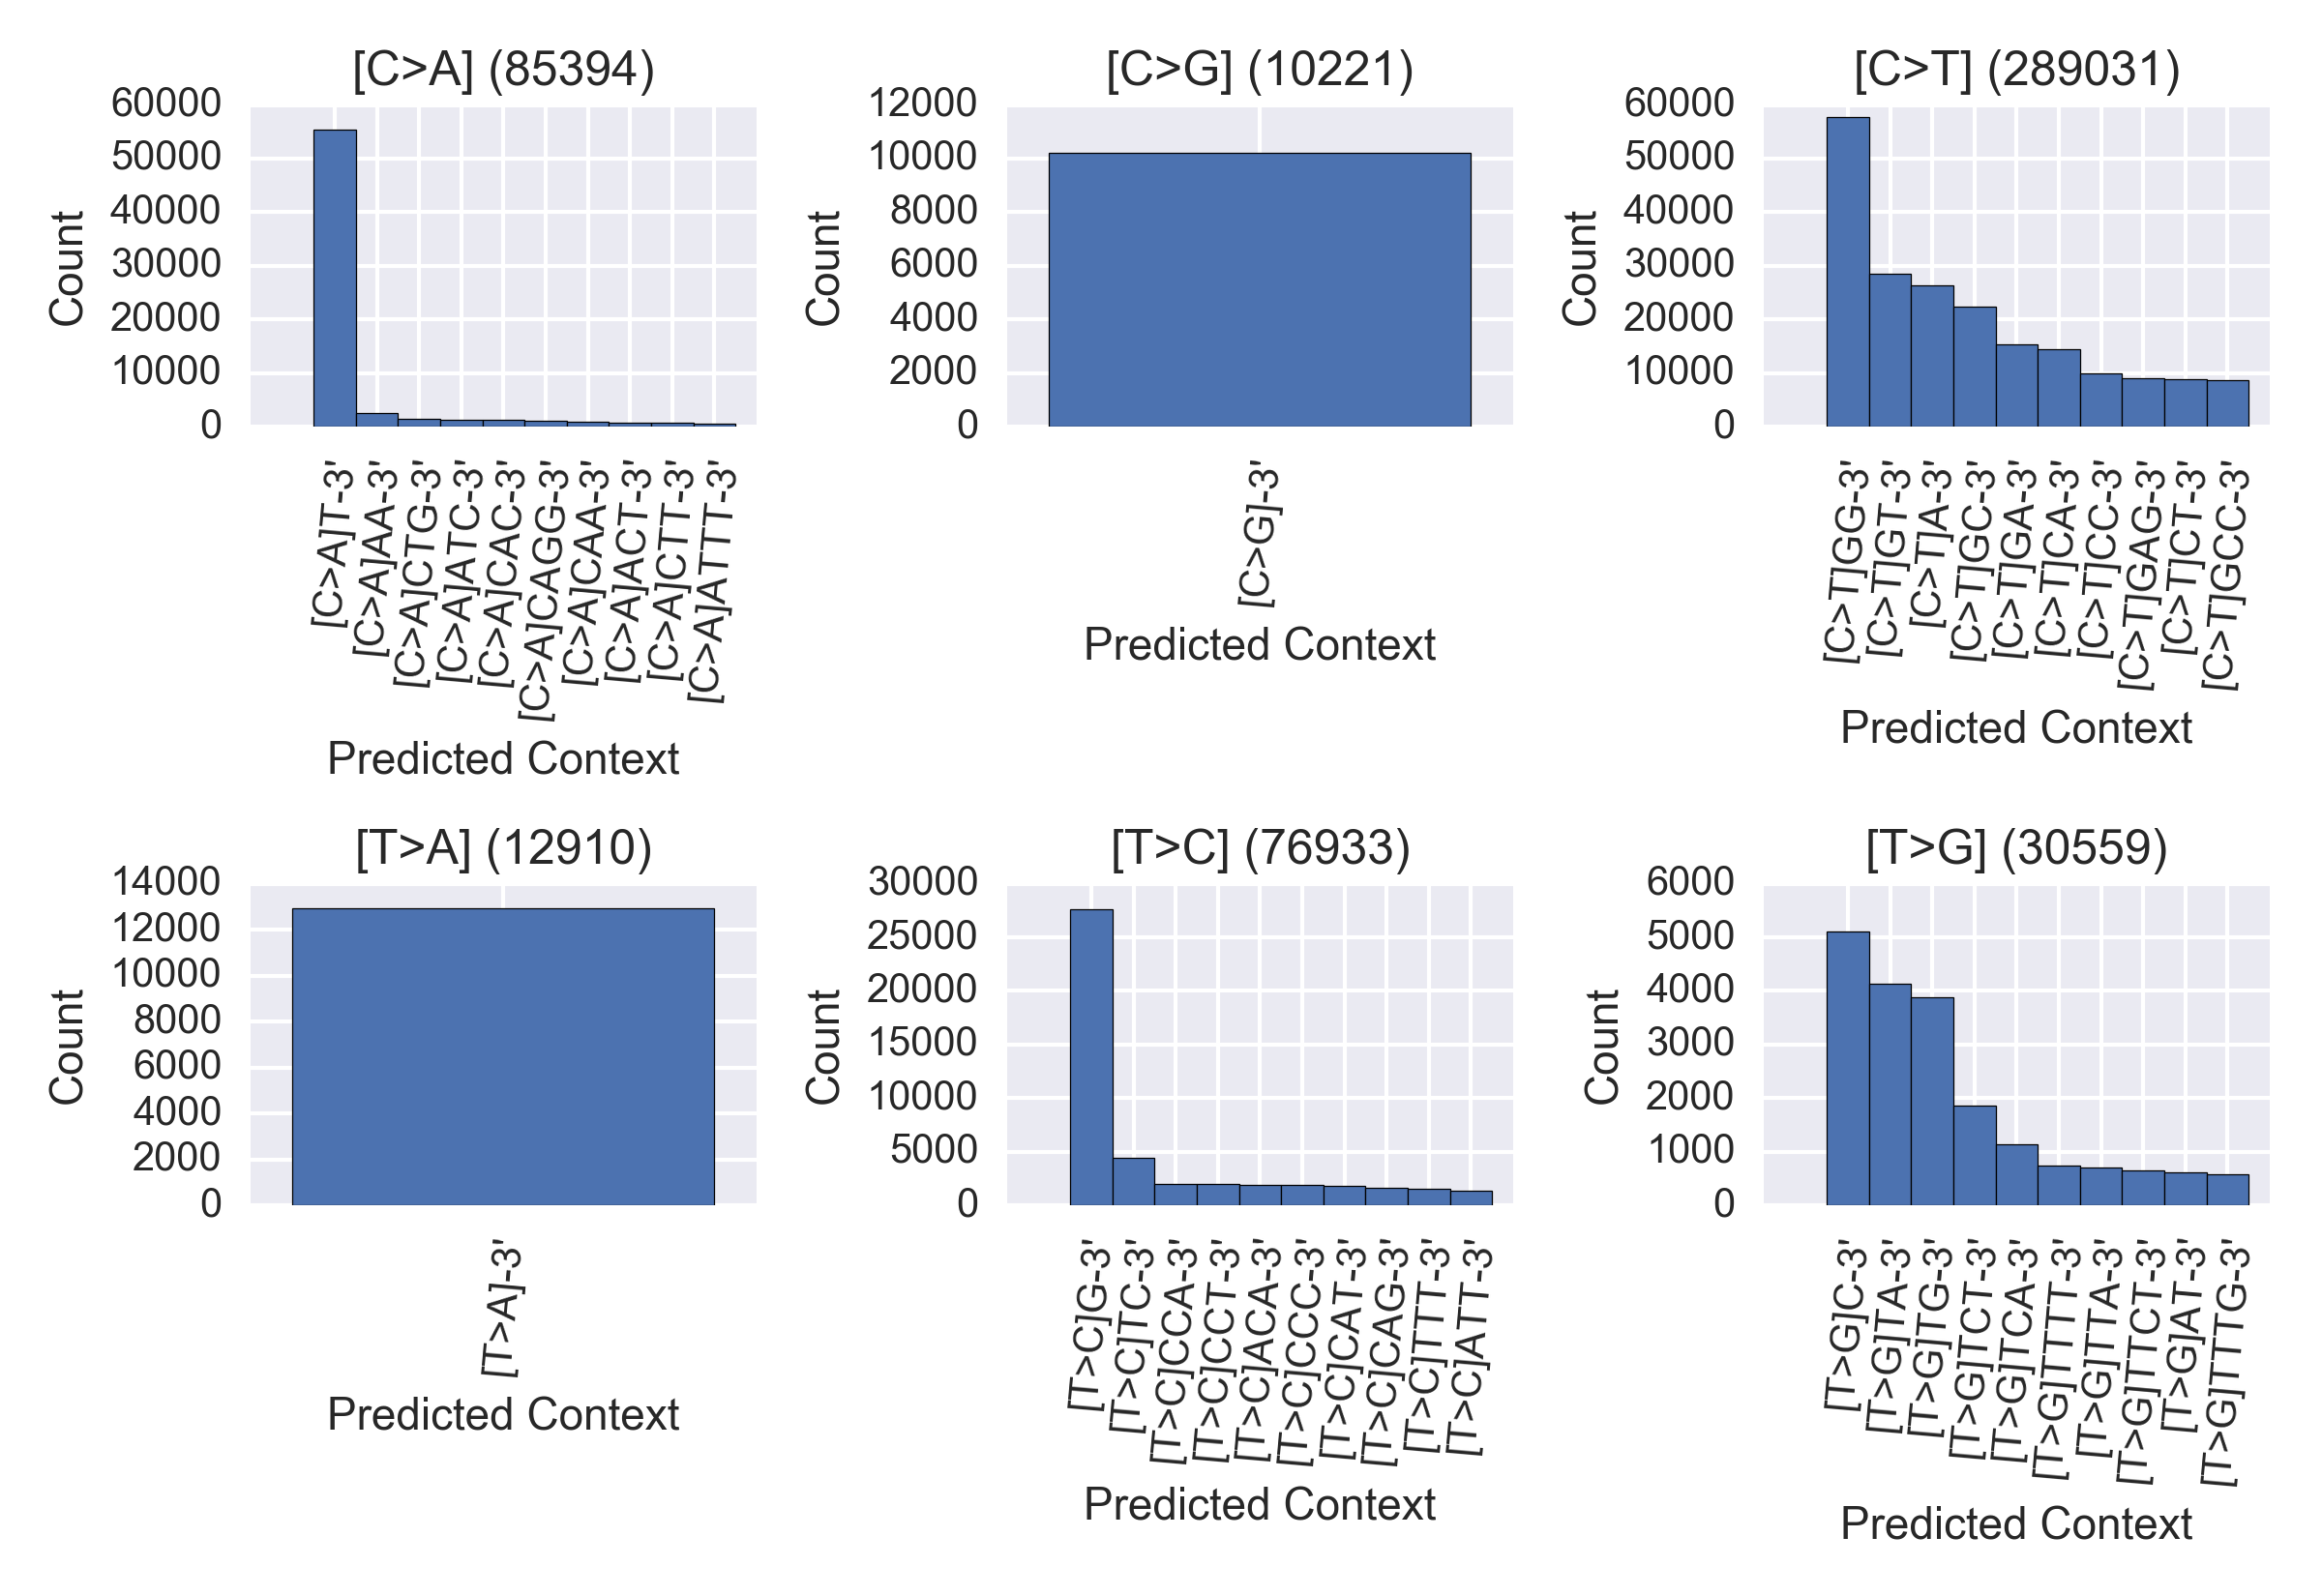 [C>A] (85394)
60000
50000
40000
30000
20000
10000
0
Count
[C>A]T-3'
[C>A]AA-3'
[C>A]CTG-3'
[C>A]ATC-3'
[C>A]CAC-3'
[C>A]CAGG-3'
[C>A]CAA-3'
[C>A]ACT-3'
[C>A]CTT-3'
[C>A]ATTT-3'
Predicted Context
[C>G] (10221)
12000
10000
8000
6000
4000
2000
0
Count
[C>G]-3'
Predicted Context
[C>T] (289031)
60000
50000
40000
30000
20000
10000
0
Count
[C>T]GG-3'
[C>T]GT-3'
[C>T]A-3'
[C>T]GC-3'
[C>T]GA-3'
[C>T]CA-3'
[C>T]CC-3'
[C>T]GAG-3'
[C>T]CT-3'
[C>T]GCC-3'
Predicted Context
[T>A] (12910)
14000
12000
10000
8000
6000
4000
2000
0
Count
[T>A]-3'
Predicted Context
[T>C] (76933)
30000
25000
20000
15000
10000
5000
0
Count
[T>C]G-3'
[T>C]TC-3'
[T>C]CCA-3'
[T>C]CCT-3'
[T>C]ACA-3'
[T>C]CCC-3'
[T>C]CAT-3'
[T>C]CAG-3'
[T>C]TTT-3'
[T>C]ATT-3'
Predicted Context
[T>G] (30559)
6000
5000
4000
3000
2000
1000
0
Count
[T>G]C-3'
[T>G]TA-3'
[T>G]TG-3'
[T>G]TCT-3'
[T>G]TCA-3'
[T>G]TTTT-3'
[T>G]TTA-3'
[T>G]TTCT-3'
[T>G]AT-3'
[T>G]TTTG-3'
Predicted Context